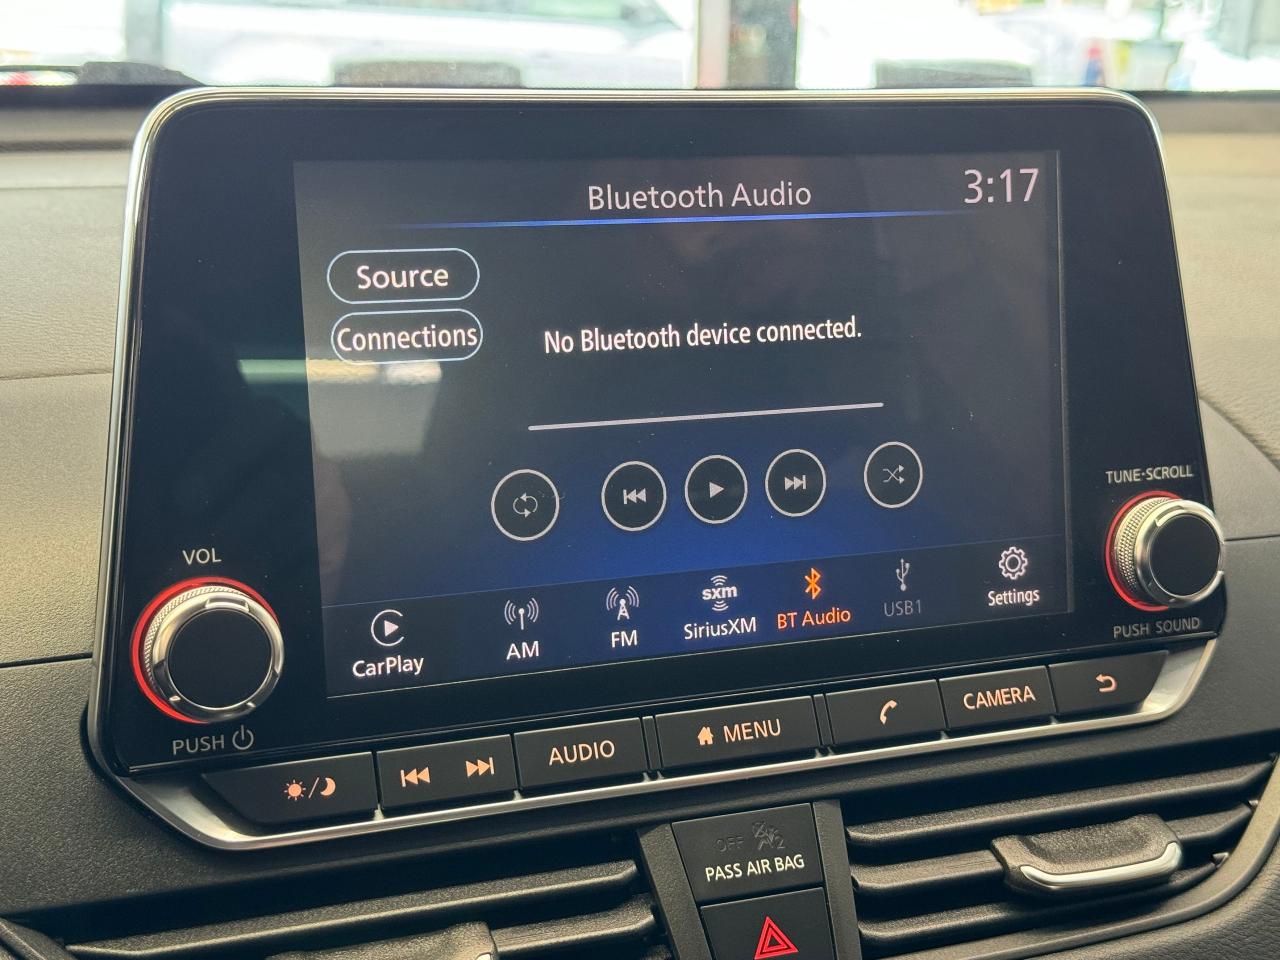 Bluetooth Audio
3:17
Source
Connections
No Bluetooth device connected.
CarPlay
AM
FM
sxm
SiriusXM
BT Audio
USB1
Settings
VOL
PUSH
TUNE·SCROLL
PUSH SOUND
AUDIO
MENU
CAMERA
OFF
2
PASS AIR BAG